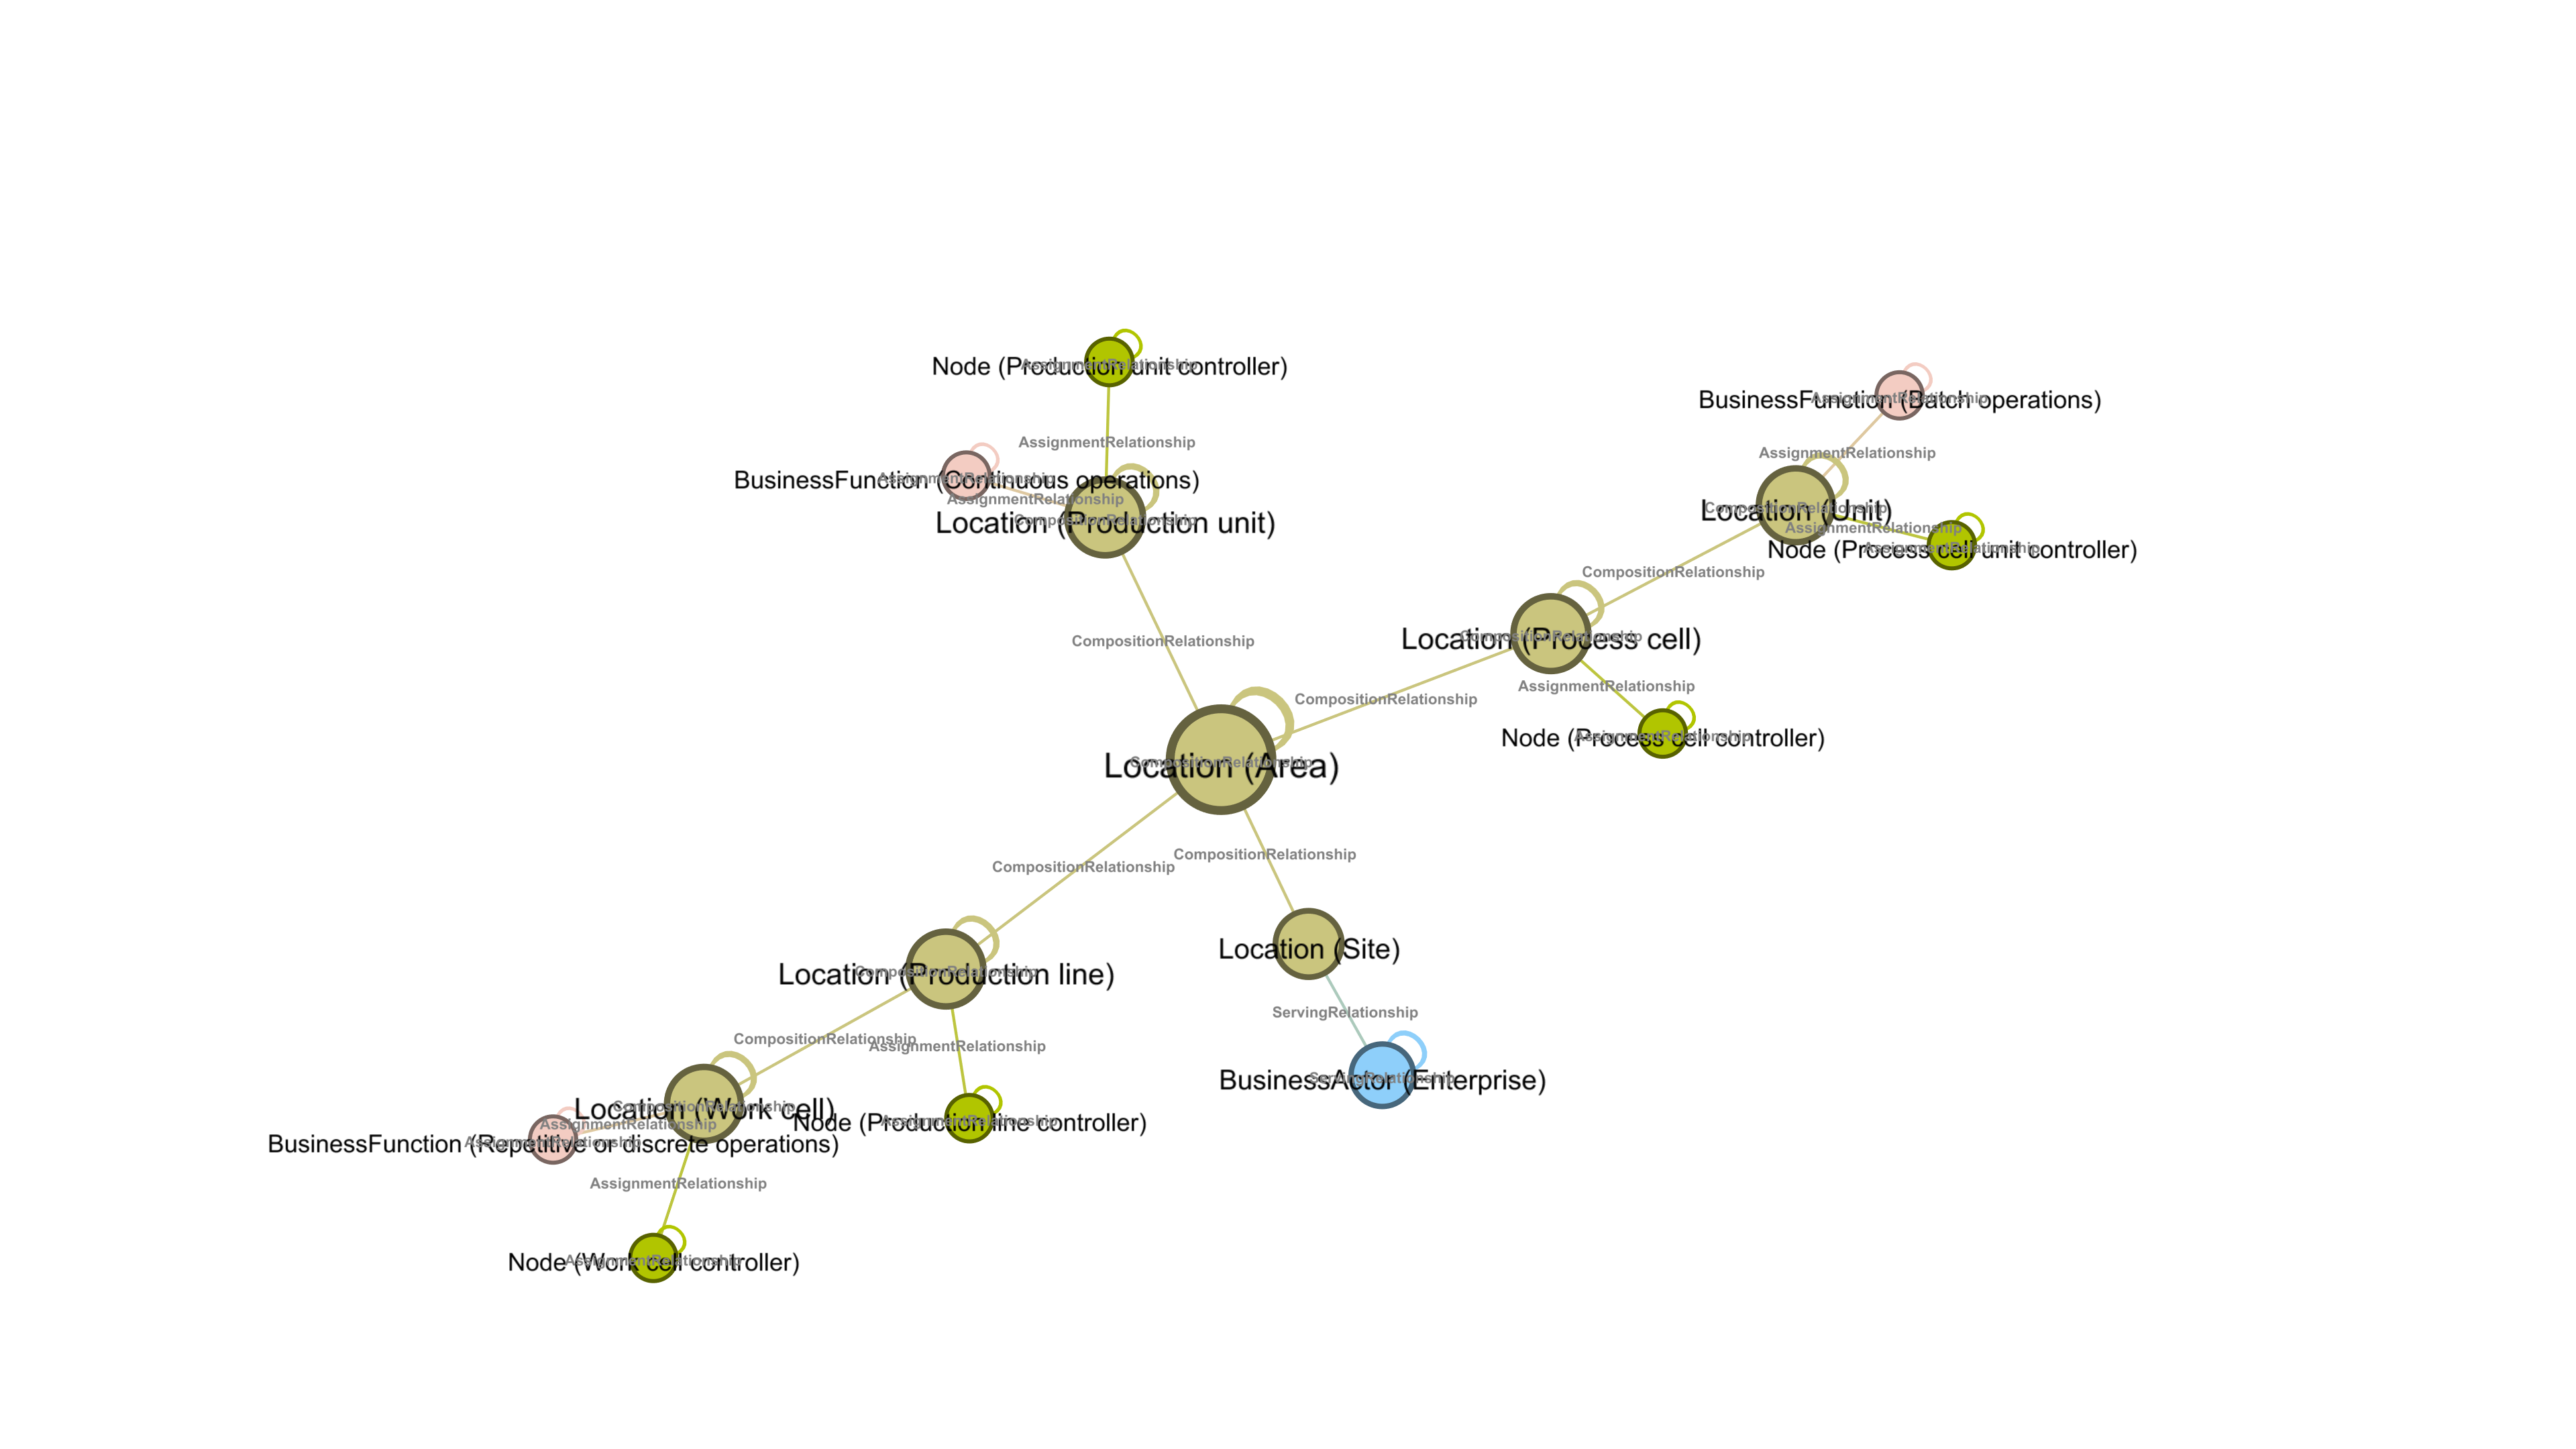 Node (Production unit controller)
AssignmentRelationship
BusinessFunction (Batch operations)
AssignmentRelationship
AssignmentRelationship
AssignmentRelationship
BusinessFunction (Continuous operations)
AssignmentRelationship
AssignmentRelationship
Location (Production unit)
CompositionRelationship
Location (Unit)
CompositionRelationship
AssignmentRelationship
Node (Process cell unit controller)
AssignmentRelationship
CompositionRelationship
CompositionRelationship
Location (Process cell)
CompositionRelationship
AssignmentRelationship
CompositionRelationship
Node (Process cell controller)
AssignmentRelationship
Location (Area)
CompositionRelationship
CompositionRelationship
CompositionRelationship
Location (Site)
Location (Production line)
CompositionRelationship
ServingRelationship
CompositionRelationship
AssignmentRelationship
BusinessActor (Enterprise)
ServingRelationship
Location (Work cell)
CompositionRelationship
Node (Production line controller)
AssignmentRelationship
AssignmentRelationship
BusinessFunction (Repetitive or discrete operations)
AssignmentRelationship
AssignmentRelationship
Node (Work cell controller)
AssignmentRelationship